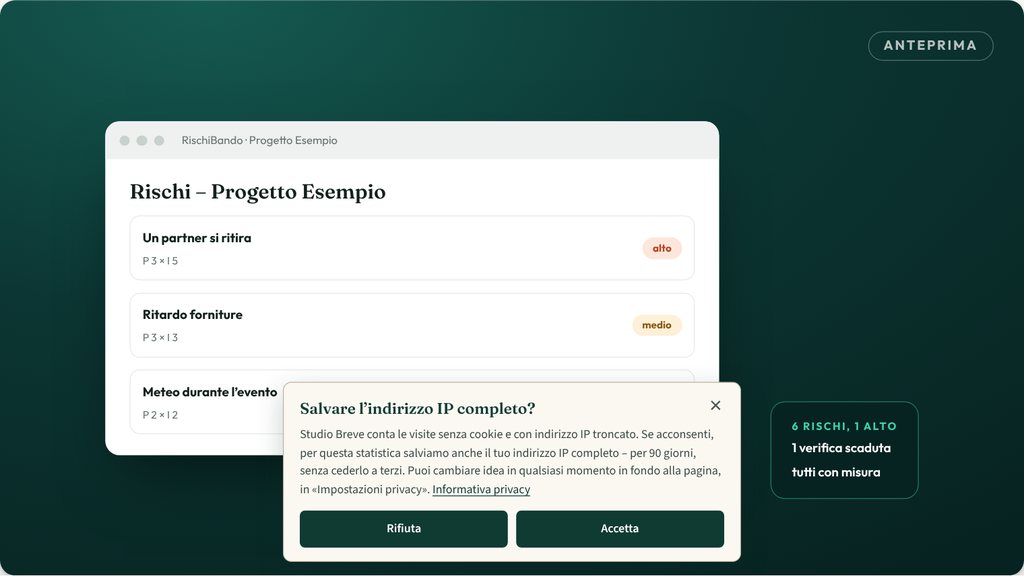 ANTEPRIMA
RischiBando · Progetto Esempio
Rischi – Progetto Esempio
Un partner si ritira
P 3 × I 5
alto
Ritardo forniture
P 3 × I 3
medio
Meteo durante l’evento
P 2 × I 2
Salvare l’indirizzo IP completo?
Studio Breve conta le visite senza cookie e con indirizzo IP troncato. Se acconsenti,
per questa statistica salviamo anche il tuo indirizzo IP completo – per 90 giorni,
senza cederlo a terzi. Puoi cambiare idea in qualsiasi momento in fondo alla pagina,
in «Impostazioni privacy». Informativa privacy
Rifiuta
Accetta
6 RISCHI, 1 ALTO
1 verifica scaduta
tutti con misura